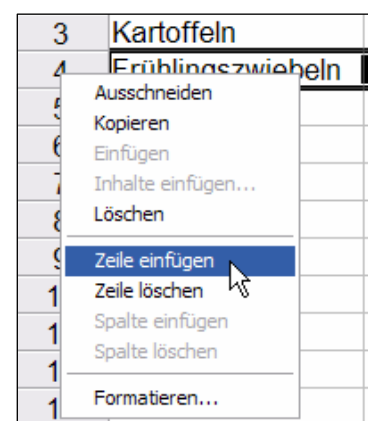 3 Kartoffeln
4 Frühlingszwiebeln
Ausschneiden
Kopieren
Einfügen
Inhalte einfügen...
Löschen
Zeile einfügen
Zeile löschen
Spalte einfügen
Spalte löschen
Formatieren...